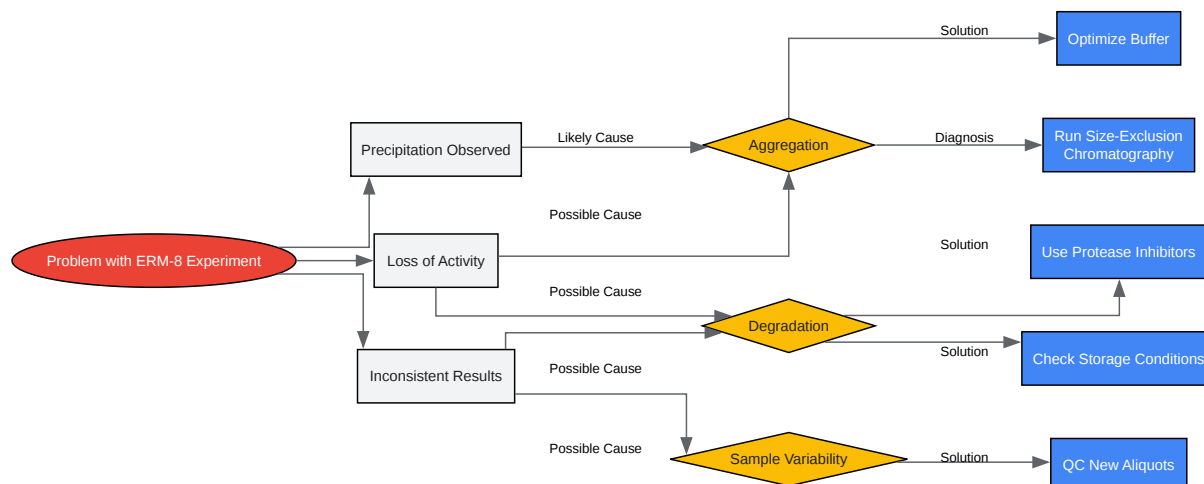 Solution
Optimize Buffer
Precipitation Observed
Likely Cause
Aggregation
Diagnosis
Run Size-Exclusion
Chromatography
Possible Cause
Problem with ERM-8 Experiment
Loss of Activity
Solution
Use Protease Inhibitors
Possible Cause
Degradation
Inconsistent Results
Possible Cause
Solution
Check Storage Conditions
Possible Cause
Sample Variability
Solution
QC New Aliquots